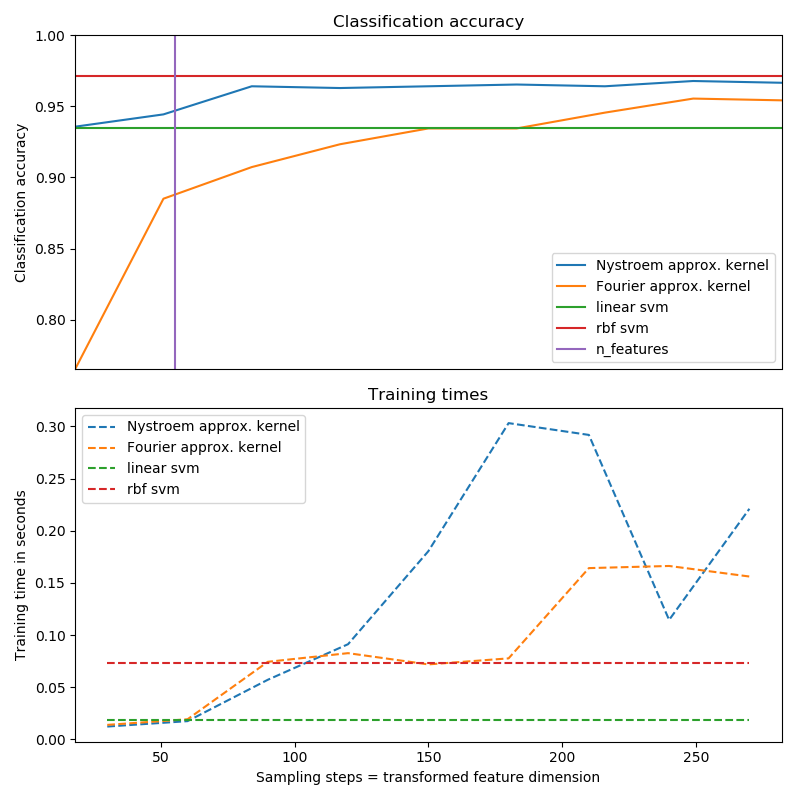 Classification accuracy
1.00
0.95
0.90
0.85
0.80
Classification accuracy
Nystroem approx. kernel
Fourier approx. kernel
linear svm
rbf svm
n_features
Training times
0.30
0.25
0.20
0.15
0.10
0.05
0.00
Training time in seconds
Nystroem approx. kernel
Fourier approx. kernel
linear svm
rbf svm
50 100 150 200 250
Sampling steps = transformed feature dimension